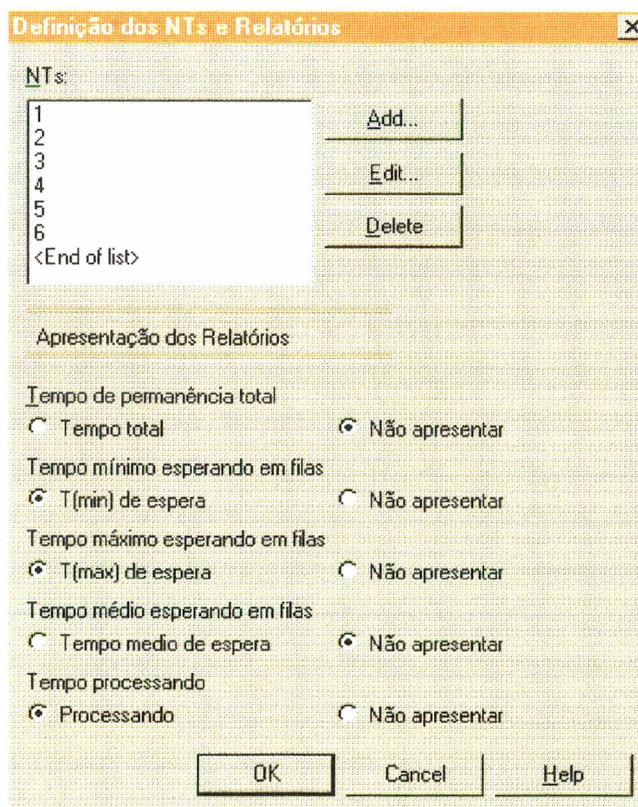 Definição dos NTs e Relatórios
NTs:
1
2
3
4
5
6
<End of list>
Add...
Edit...
Delete
Apresentação dos Relatórios
Tempo de permanência total
Tempo total Não apresentar
Tempo mínimo esperando em filas
T(min) de espera Não apresentar
Tempo máximo esperando em filas
T(max) de espera Não apresentar
Tempo médio esperando em filas
Tempo medio de espera Não apresentar
Tempo processando
Processando Não apresentar
OK Cancel Help